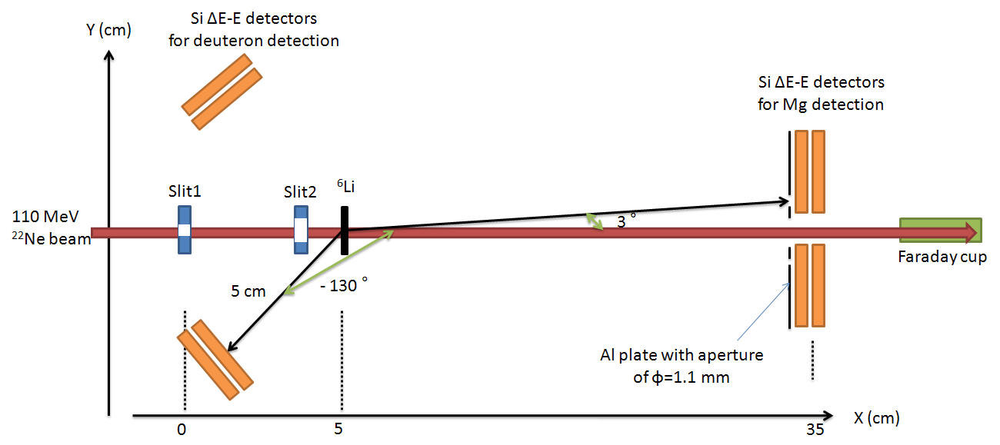 Si ΔE-E detectors
for deuteron detection
Y (cm)
Si ΔE-E detectors
for Mg detection
Slit1
Slit2
⁶Li
110 MeV
²²Ne beam
3 °
Faraday cup
5 cm
- 130 °
Al plate with aperture
of ϕ=1.1 mm
0
5
35
X (cm)